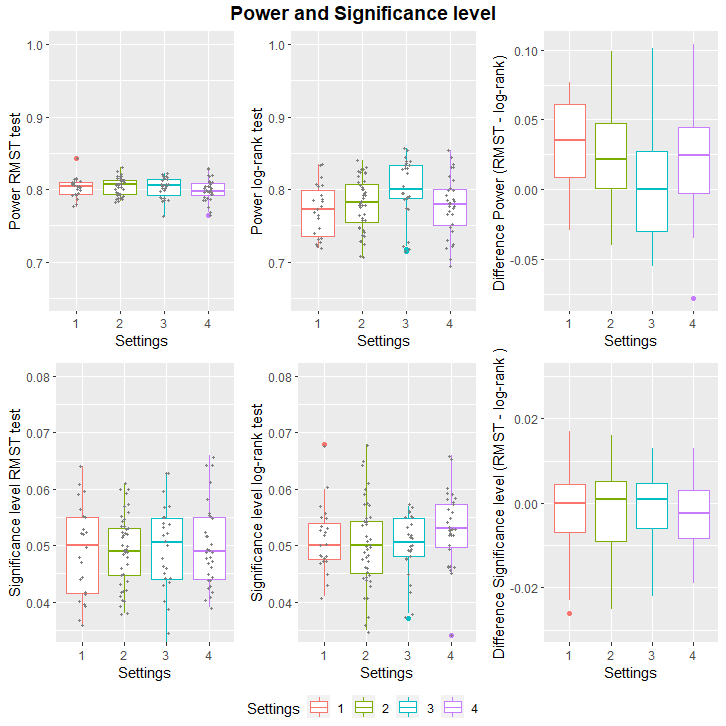 Power and Significance level
Power RMST test
1.0
0.9
0.8
0.7
1 2 3 4
Settings
Power log-rank test
1.0
0.9
0.8
0.7
1 2 3 4
Settings
Difference Power (RMST - log-rank)
0.10
0.05
0.00
-0.05
1 2 3 4
Settings
Significance level RMST test
0.08
0.07
0.06
0.05
0.04
1 2 3 4
Settings
Significance level log-rank test
0.08
0.07
0.06
0.05
0.04
1 2 3 4
Settings
Difference Significance level (RMST - log-rank )
0.02
0.00
-0.02
1 2 3 4
Settings
Settings 1 2 3 4